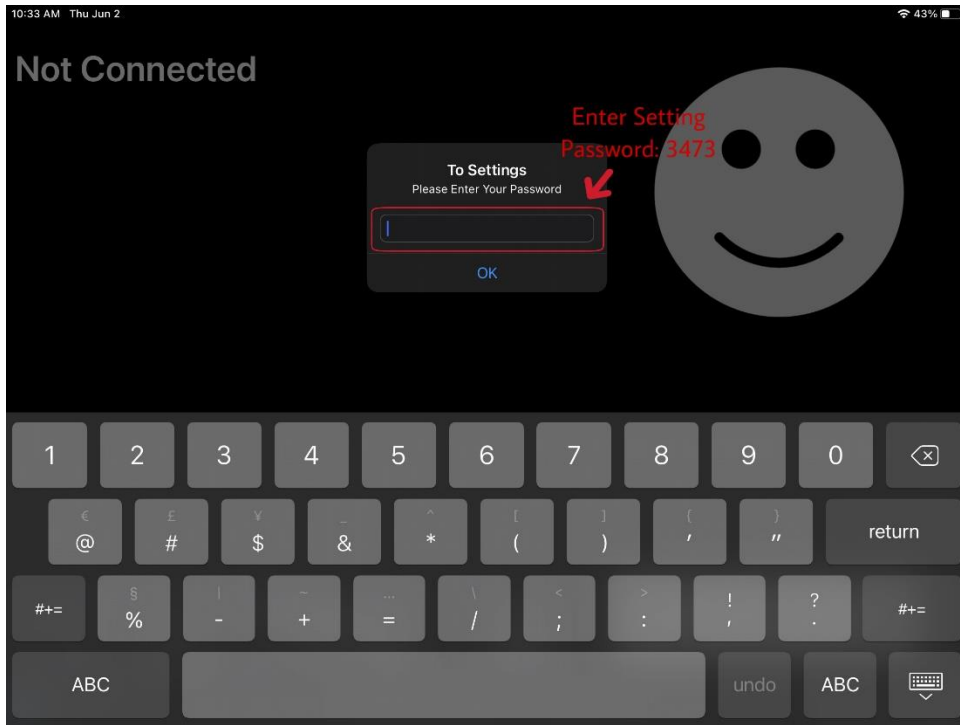 10:33 AM Thu Jun 2
43%
Not Connected
Enter Setting
Password: 3473
To Settings
Please Enter Your Password
OK
1 2 3 4 5 6 7 8 9 0
€ £ ¥ _ ^ [ ] { }
@ # $ & * ( ) ' "
return
§ | ~ … \ < > ! ?
#+= % - + = / ; : , . #+=
ABC undo ABC